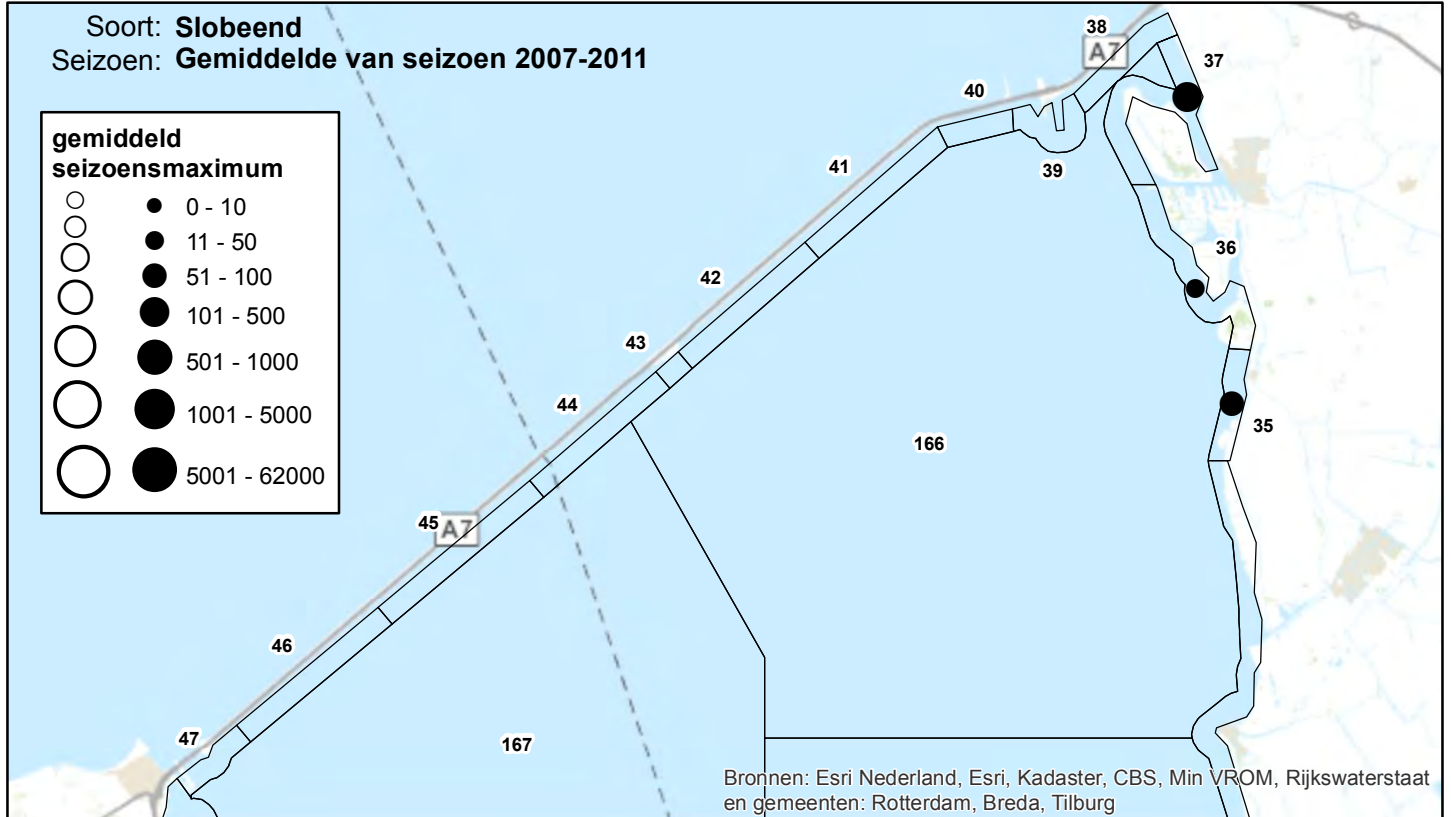 Soort: Slobeend
Seizoen: Gemiddelde van seizoen 2007-2011
gemiddeld
seizoensmaximum
0 - 10
11 - 50
51 - 100
101 - 500
501 - 1000
1001 - 5000
5001 - 62000
38
A7
37
40
41
39
36
42
43
44
35
166
45
A7
46
47
167
Bronnen: Esri Nederland, Esri, Kadaster, CBS, Min VROM, Rijkswaterstaat
en gemeenten: Rotterdam, Breda, Tilburg